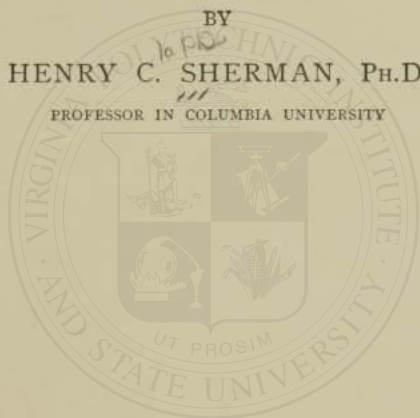 BY
HENRY C. SHERMAN, PH.D
PROFESSOR IN COLUMBIA UNIVERSITY
VIRGINIA POLYTECHNIC INSTITUTE
AND STATE UNIVERSITY
UT PROSIM